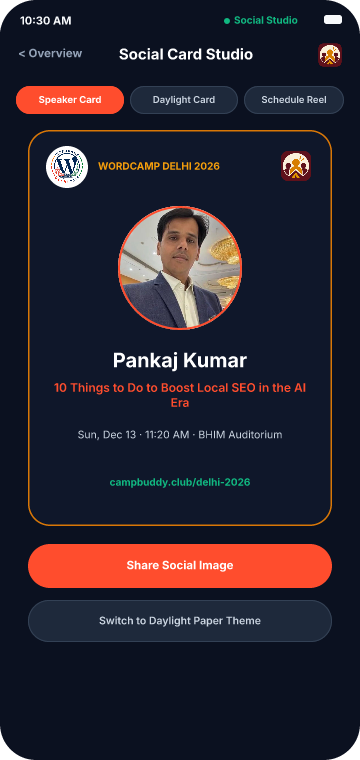 10:30 AM
Social Studio
< Overview
Social Card Studio
Speaker Card
Daylight Card
Schedule Reel
WORDCAMP DELHI 2026
Pankaj Kumar
10 Things to Do to Boost Local SEO in the AI
Era
Sun, Dec 13 · 11:20 AM · BHIM Auditorium
campbuddy.club/delhi-2026
Share Social Image
Switch to Daylight Paper Theme